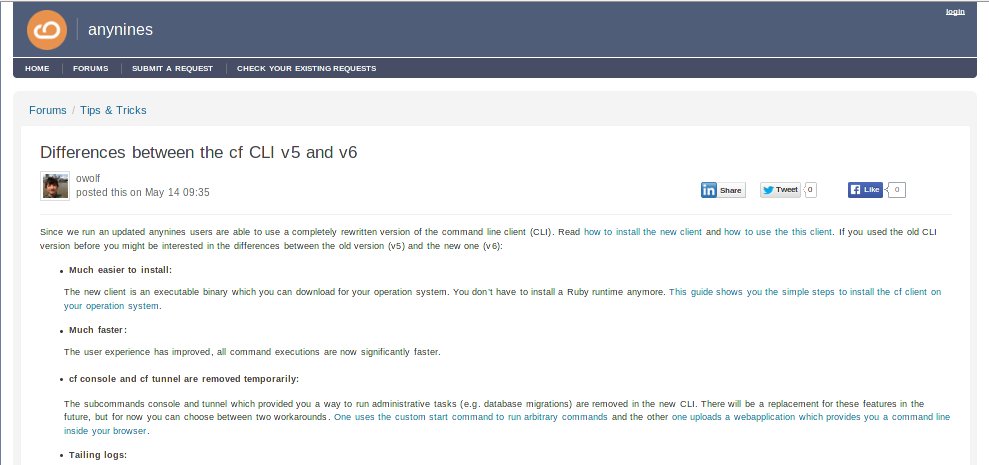 login
anynines
HOME FORUMS SUBMIT A REQUEST CHECK YOUR EXISTING REQUESTS
Forums / Tips & Tricks
Differences between the cf CLI v5 and v6
owolf
posted this on May 14 09:35
Share Tweet 0 Like 0
Since we run an updated anynines users are able to use a completely rewritten version of the command line client (CLI). Read how to install the new client and how to use the this client. If you used the old CLI
version before you might be interested in the differences between the old version (v5) and the new one (v6):
• Much easier to install:
The new client is an executable binary which you can download for your operation system. You don't have to install a Ruby runtime anymore. This guide shows you the simple steps to install the cf client on
your operation system.
• Much faster:
The user experience has improved, all command executions are now significantly faster.
• cf console and cf tunnel are removed temporarily:
The subcommands console and tunnel which provided you a way to run administrative tasks (e.g. database migrations) are removed in the new CLI. There will be a replacement for these features in the
future, but for now you can choose between two workarounds. One uses the custom start command to run arbitrary commands and the other one uploads a webapplication which provides you a command line
inside your browser.
• Tailing logs: